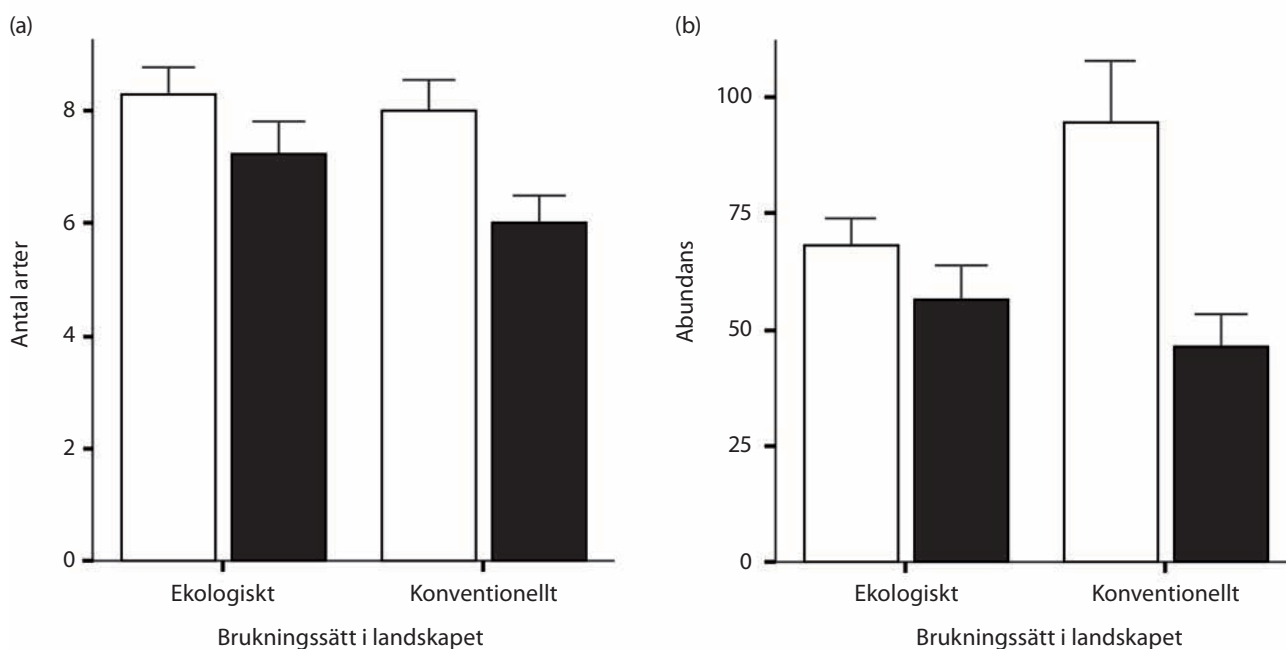 (a)
Antal arter
8
6
4
2
0
Ekologiskt
Konventionellt
Brukningssätt i landskapet
(b)
Abundans
100
75
50
25
0
Ekologiskt
Konventionellt
Brukningssätt i landskapet